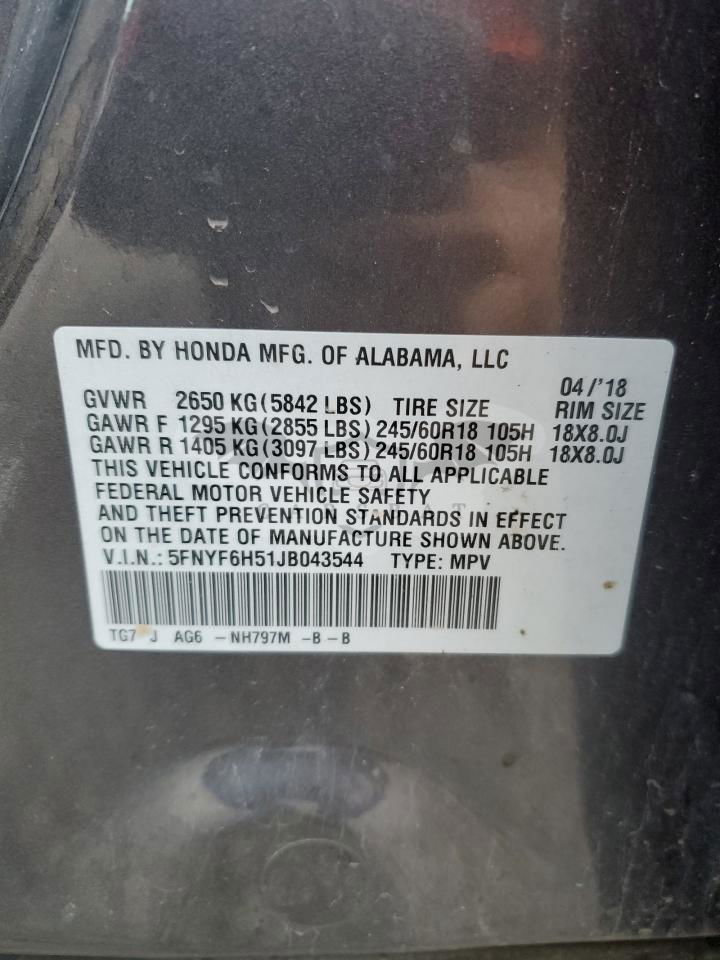 MFD. BY HONDA MFG. OF ALABAMA, LLC
04/'18
GVWR 2650 KG (5842 LBS) TIRE SIZE RIM SIZE
GAWR F 1295 KG (2855 LBS) 245/60R18 105H 18X8.0J
GAWR R 1405 KG (3097 LBS) 245/60R18 105H 18X8.0J
THIS VEHICLE CONFORMS TO ALL APPLICABLE
FEDERAL MOTOR VEHICLE SAFETY
AND THEFT PREVENTION STANDARDS IN EFFECT
ON THE DATE OF MANUFACTURE SHOWN ABOVE.
V.I.N.: 5FNYF6H51JB043544 TYPE: MPV
TG7 J AG6 -NH797M -B-B